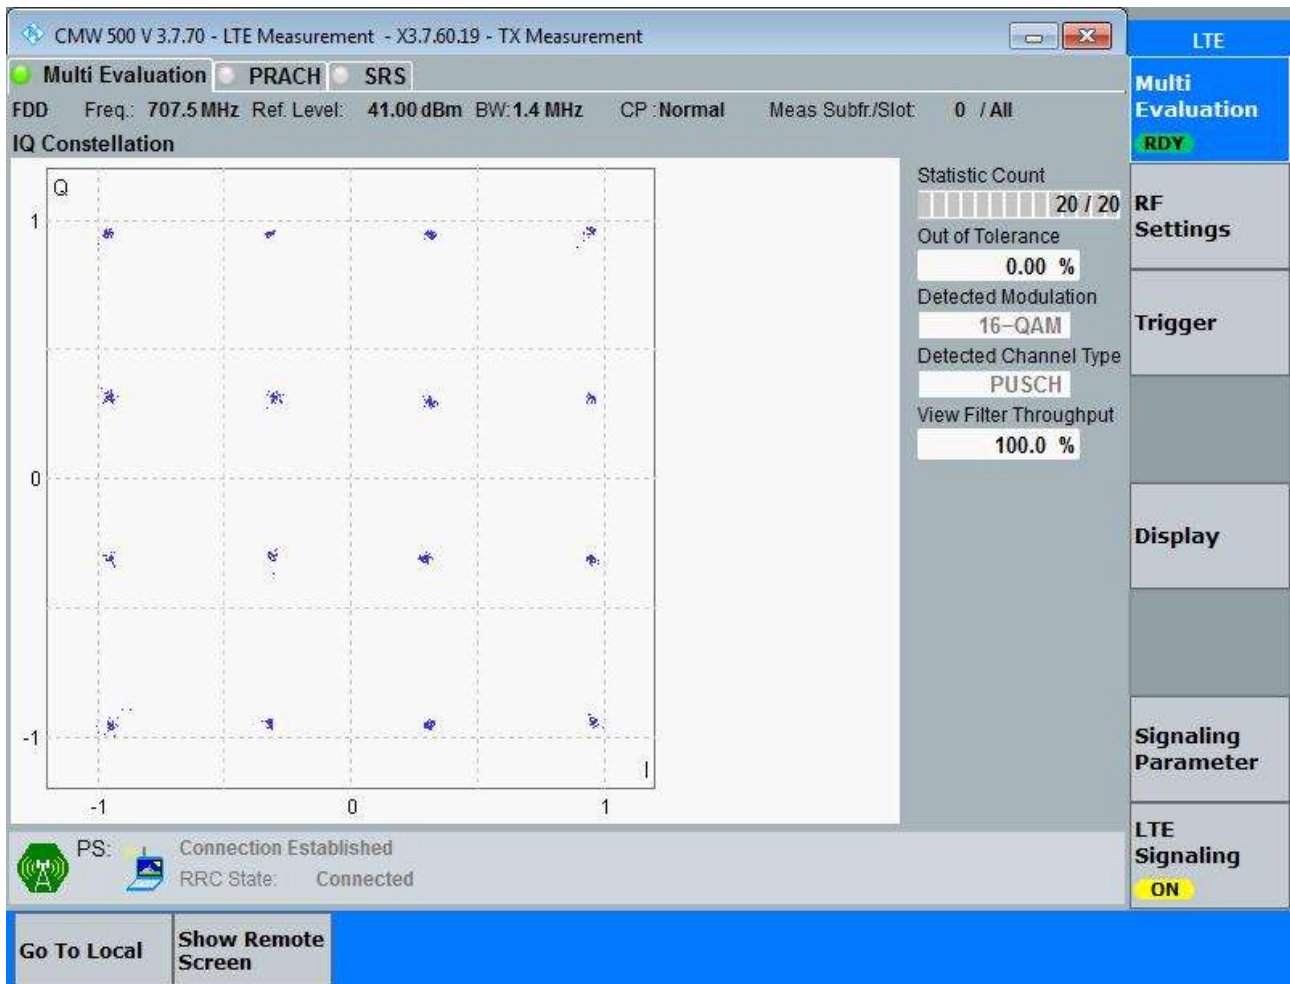 CMW 500 V 3.7.70 - LTE Measurement - X3.7.60.19 - TX Measurement
LTE
Multi Evaluation PRACH SRS
FDD Freq.: 707.5 MHz Ref. Level: 41.00 dBm BW: 1.4 MHz CP : Normal Meas Subfr./Slot: 0 / All
IQ Constellation
Q
1
0
-1
I
-1 0 1
Statistic Count
20 / 20
Out of Tolerance
0.00 %
Detected Modulation
16-QAM
Detected Channel Type
PUSCH
View Filter Throughput
100.0 %
Multi
Evaluation
RDY
RF
Settings
Trigger
Display
Signaling
Parameter
LTE
Signaling
ON
PS: Connection Established
RRC State: Connected
Go To Local
Show Remote
Screen